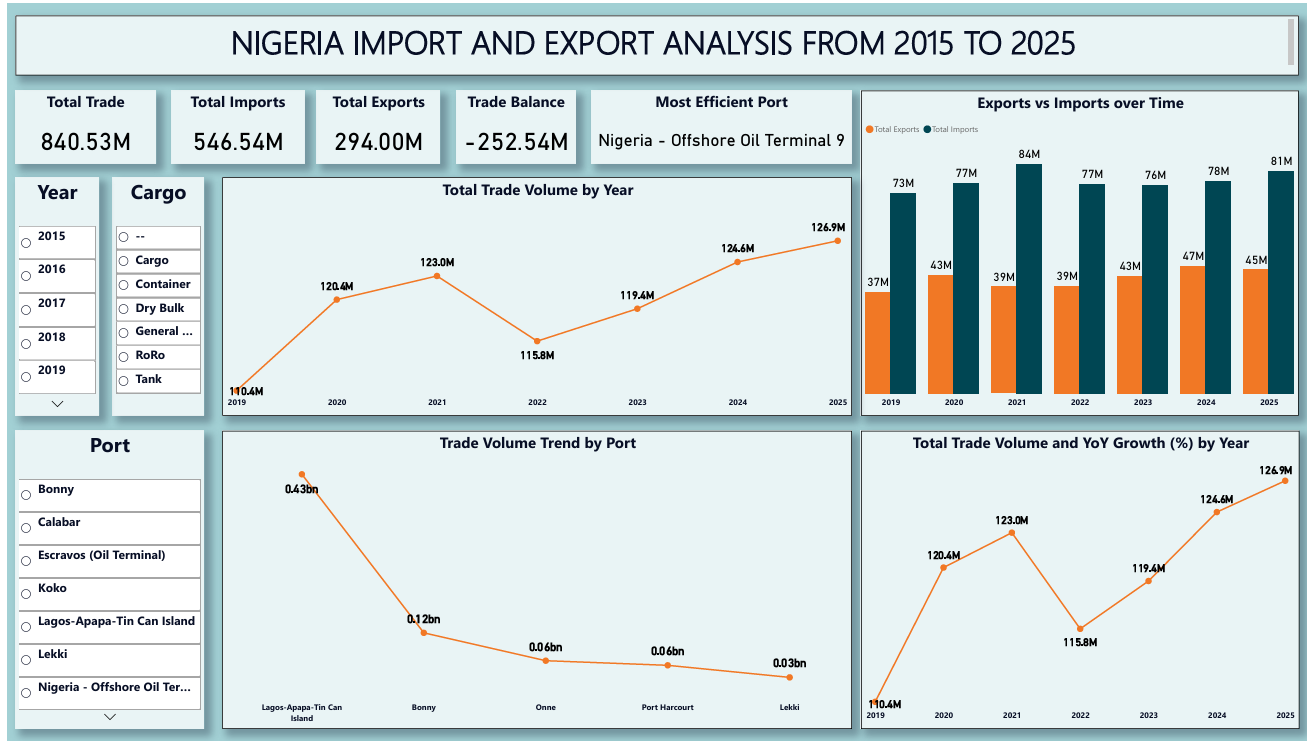 NIGERIA IMPORT AND EXPORT ANALYSIS FROM 2015 TO 2025
Total Trade
840.53M
Total Imports
546.54M
Total Exports
294.00M
Trade Balance
-252.54M
Most Efficient Port
Nigeria - Offshore Oil Terminal 9
Exports vs Imports over Time
Total Exports Total Imports
37M
73M
43M
77M
39M
84M
39M
77M
43M
76M
47M
78M
45M
81M
2019 2020 2021 2022 2023 2024 2025
Year
2015
2016
2017
2018
2019
Cargo
--
Cargo
Container
Dry Bulk
General ...
RoRo
Tank
Total Trade Volume by Year
110.4M
120.4M
123.0M
115.8M
119.4M
124.6M
126.9M
2019 2020 2021 2022 2023 2024 2025
Port
Bonny
Calabar
Escravos (Oil Terminal)
Koko
Lagos-Apapa-Tin Can Island
Lekki
Nigeria - Offshore Oil Ter...
Trade Volume Trend by Port
0.43bn
0.12bn
0.06bn
0.06bn
0.03bn
Lagos-Apapa-Tin Can
Island
Bonny
Onne
Port Harcourt
Lekki
Total Trade Volume and YoY Growth (%) by Year
110.4M
120.4M
123.0M
115.8M
119.4M
124.6M
126.9M
2019 2020 2021 2022 2023 2024 2025